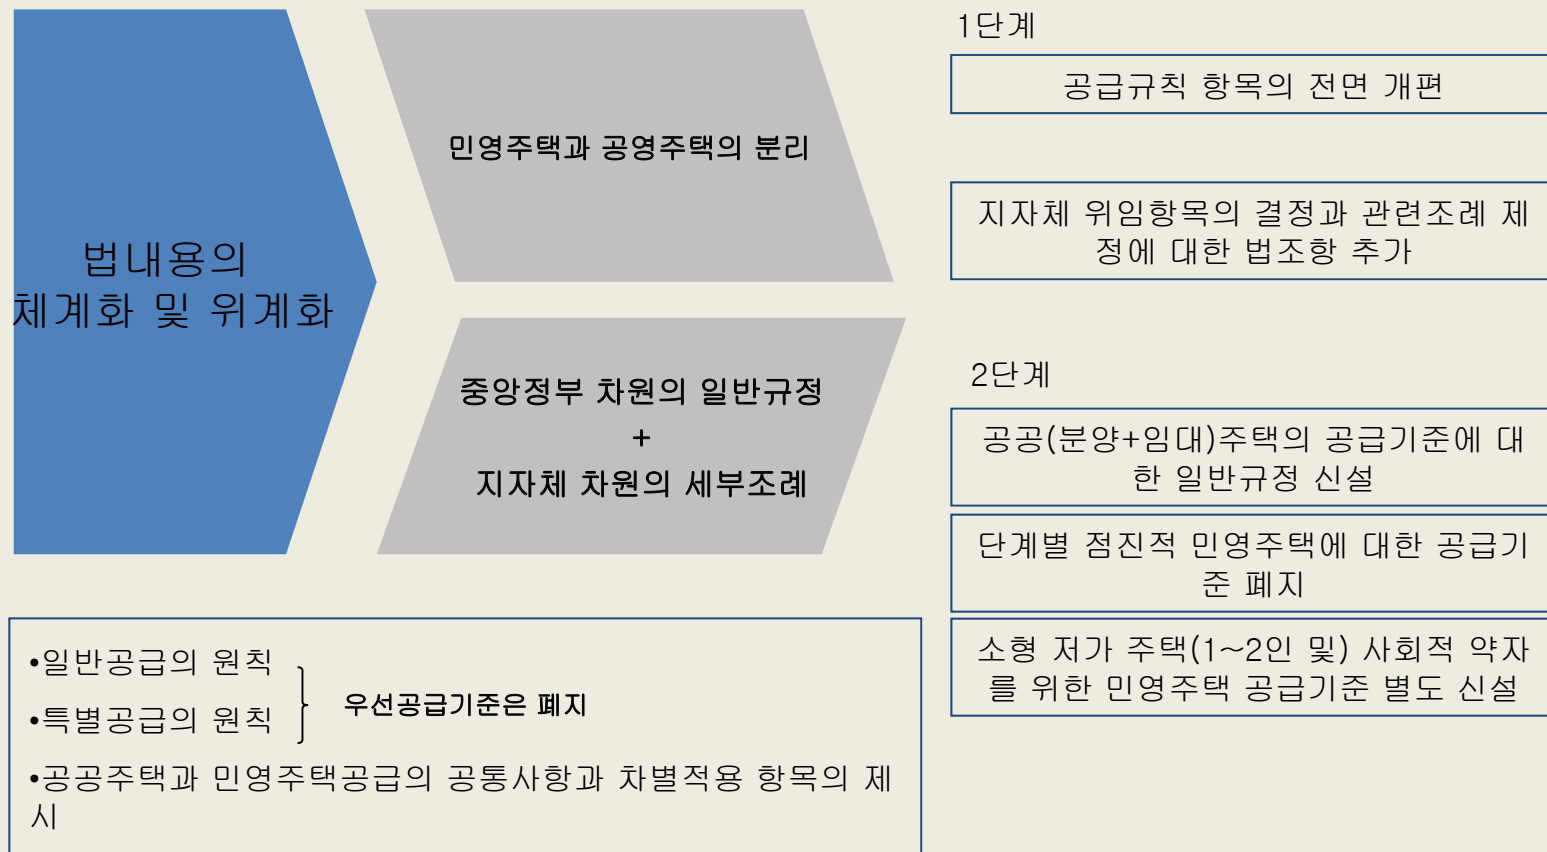 법내용의
체계화 및 위계화
민영주택과 공영주택의 분리
중앙정부 차원의 일반규정
+
지자체 차원의 세부조례
•일반공급의 원칙
•특별공급의 원칙
우선공급기준은 폐지
•공공주택과 민영주택공급의 공통사항과 차별적용 항목의 제
시
1단계
공급규칙 항목의 전면 개편
지자체 위임항목의 결정과 관련조례 제
정에 대한 법조항 추가
2단계
공공(분양+임대)주택의 공급기준에 대
한 일반규정 신설
단계별 점진적 민영주택에 대한 공급기
준 폐지
소형 저가 주택(1~2인 및) 사회적 약자
를 위한 민영주택 공급기준 별도 신설